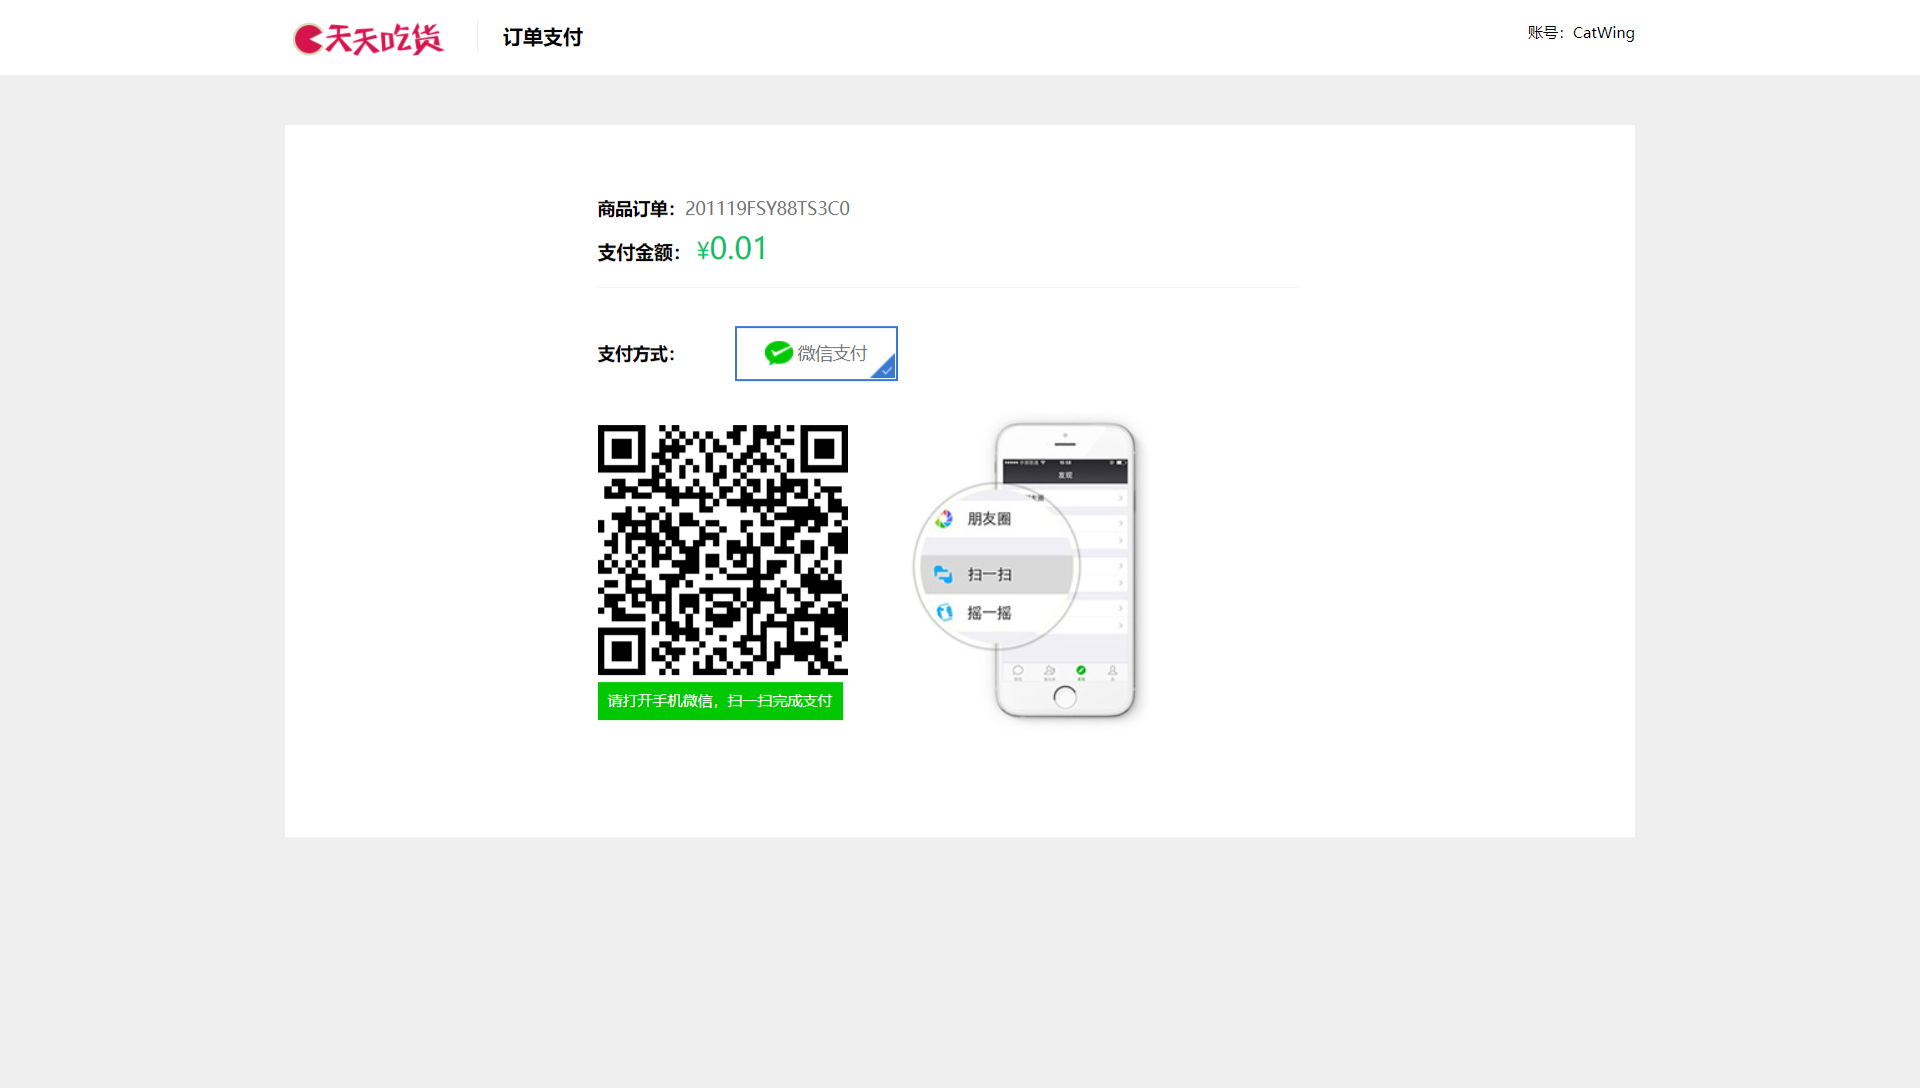 天天吃货
订单支付
账号：CatWing
商品订单：201119FSY88TS3C0
支付金额：¥0.01
支付方式：
微信支付
发现
朋友圈
扫一扫
摇一摇
请打开手机微信，扫一扫完成支付